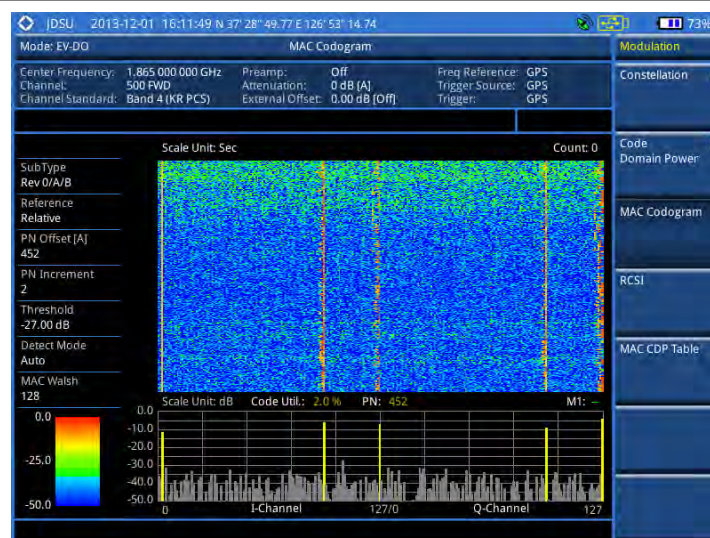 JDSU 2013-12-01 16:11:49 N 37' 28" 49.77 E 126' 53' 14.74 73%
Mode: EV-DO MAC Codogram Modulation
Center Frequency: 1.865 000 000 GHz Preamp: Off Freq Reference: GPS
Channel: 500 FWD Attenuation: 0 dB [A] Trigger Source: GPS
Channel Standard: Band 4 (KR PCS) External Offset: 0.00 dB [Off] Trigger: GPS
Constellation
Code
Domain Power
MAC Codogram
RCSI
MAC CDP Table
Scale Unit: Sec Count: 0
SubType
Rev 0/A/B
Reference
Relative
PN Offset [A]
452
PN Increment
2
Threshold
-27.00 dB
Detect Mode
Auto
MAC Walsh
128
0.0
-25.0
-50.0
Scale Unit: dB Code Util.: 2.0 % PN: 452 M1: --
0.0
-10.0
-20.0
-30.0
-40.0
-50.0
0 I-Channel 127/0 Q-Channel 127